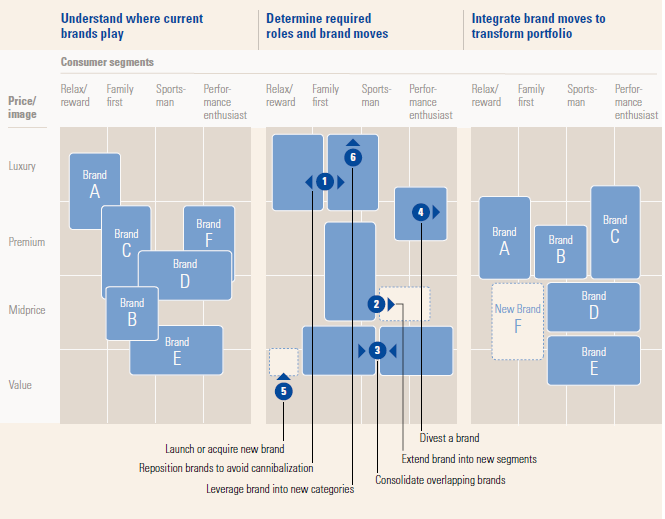 Understand where current
brands play
Determine required
roles and brand moves
Integrate brand moves to
transform portfolio
Consumer segments
Price/
image
Relax/
reward
Family
first
Sports-
man
Perfor-
mance
enthusiast
Relax/
reward
Family
first
Sports-
man
Perfor-
mance
enthusiast
Relax/
reward
Family
first
Sports-
man
Perfor-
mance
enthusiast
Luxury
Premium
Midprice
Value
Brand
A
Brand
C
Brand
F
Brand
D
Brand
B
Brand
E
1
6
4
2
3
5
Brand
A
Brand
B
Brand
C
New Brand
F
Brand
D
Brand
E
Divest a brand
Launch or acquire new brand
Extend brand into new segments
Reposition brands to avoid cannibalization
Consolidate overlapping brands
Leverage brand into new categories